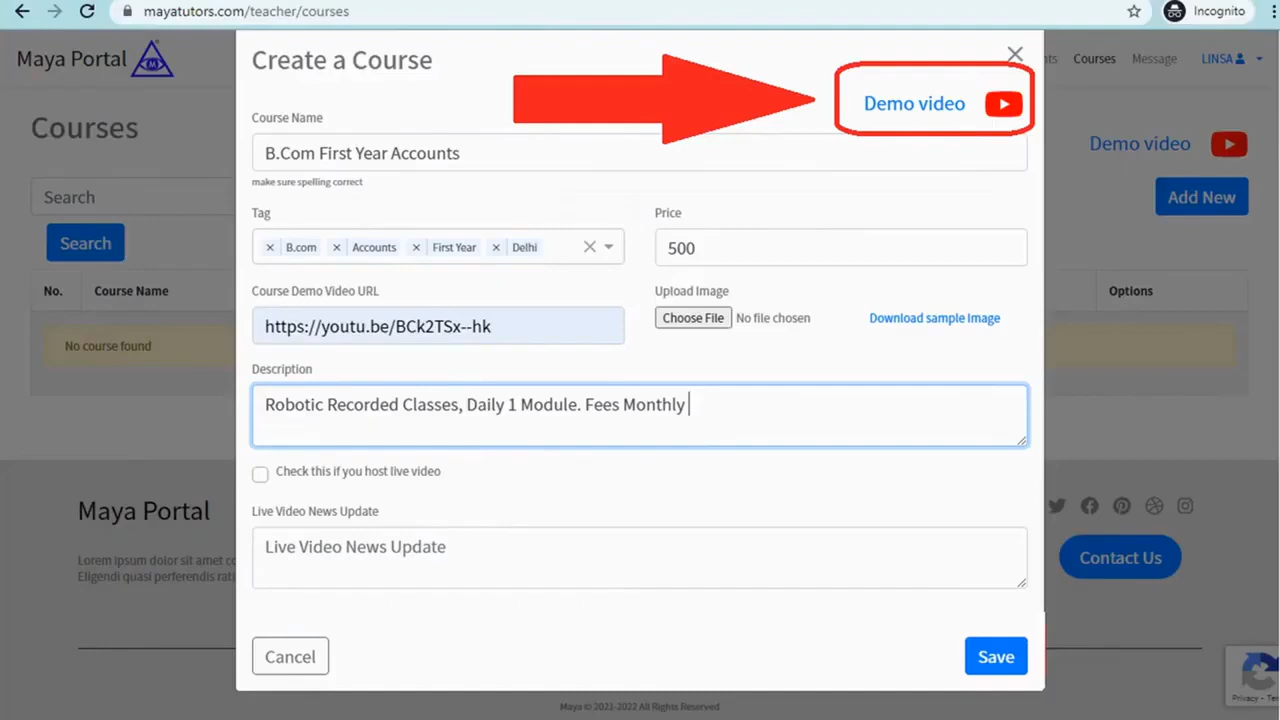 mayatutors.com/teacher/courses
Incognito
Maya Portal
M
Create a Course
nts Courses Message LINSA
Demo video
Courses
Course Name
B.Com First Year Accounts
make sure spelling correct
Demo video
Search
Add New
Tag
Price
× B.com × Accounts × First Year × Delhi
500
Search
No. Course Name
Options
Course Demo Video URL
Upload Image
https://youtu.be/BCk2TSx--hk
Choose File No file chosen
Download sample Image
No course found
Description
Robotic Recorded Classes, Daily 1 Module. Fees Monthly
Check this if you host live video
Live Video News Update
Live Video News Update
Maya Portal
Lorem ipsum dolor sit amet co
Eligendi quasi perferendis rati
Contact Us
Cancel
Save
Privacy - Ter
Maya © 2021-2022 All Rights Reserved